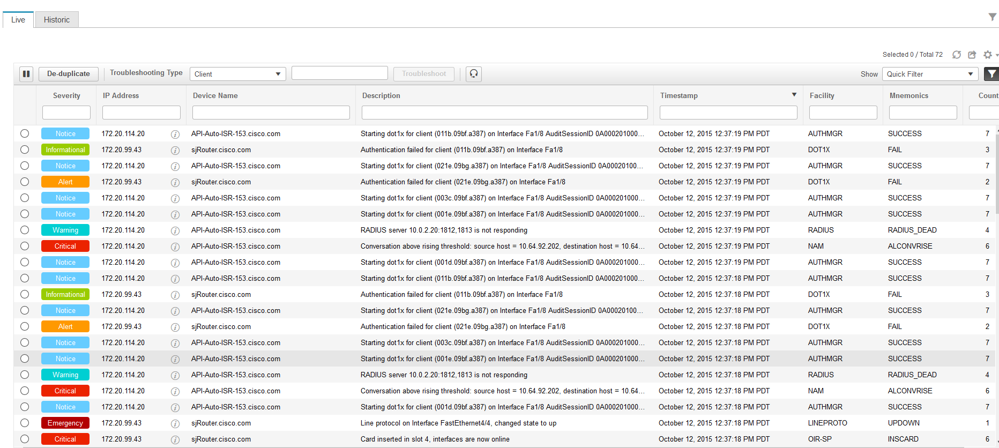 Live Historic
Selected 0 / Total 72
De-duplicate Troubleshooting Type Client Troubleshoot Show Quick Filter
Severity IP Address Device Name Description Timestamp Facility Mnemonics Count
Notice 172.20.114.20 API-Auto-ISR-153.cisco.com Starting dot1x for client (011b.09bf.a387) on Interface Fa1/8 AuditSessionID 0A000201000... October 12, 2015 12:37:19 PM PDT AUTHMGR SUCCESS 7
Informational 172.20.99.43 sjRouter.cisco.com Authentication failed for client (011b.09bf.a387) on Interface Fa1/8 October 12, 2015 12:37:19 PM PDT DOT1X FAIL 3
Notice 172.20.114.20 API-Auto-ISR-153.cisco.com Starting dot1x for client (021e.09bg.a387) on Interface Fa1/8 AuditSessionID 0A00020100... October 12, 2015 12:37:19 PM PDT AUTHMGR SUCCESS 7
Alert 172.20.99.43 sjRouter.cisco.com Authentication failed for client (021e.09bg.a387) on Interface Fa1/8 October 12, 2015 12:37:19 PM PDT DOT1X FAIL 2
Notice 172.20.114.20 API-Auto-ISR-153.cisco.com Starting dot1x for client (003c.09bf.a387) on Interface Fa1/8 AuditSessionID 0A000201000... October 12, 2015 12:37:19 PM PDT AUTHMGR SUCCESS 7
Notice 172.20.114.20 API-Auto-ISR-153.cisco.com Starting dot1x for client (001e.09bf.a387) on Interface Fa1/8 AuditSessionID 0A000201000... October 12, 2015 12:37:19 PM PDT AUTHMGR SUCCESS 7
Warning 172.20.114.20 API-Auto-ISR-153.cisco.com RADIUS server 10.0.2.20:1812,1813 is not responding October 12, 2015 12:37:19 PM PDT RADIUS RADIUS_DEAD 4
Critical 172.20.114.20 API-Auto-ISR-153.cisco.com Conversation above rising threshold: source host = 10.64.92.202, destination host = 10.64... October 12, 2015 12:37:19 PM PDT NAM ALCONVRISE 6
Notice 172.20.114.20 API-Auto-ISR-153.cisco.com Starting dot1x for client (001d.09bf.a387) on Interface Fa1/8 AuditSessionID 0A000201000... October 12, 2015 12:37:19 PM PDT AUTHMGR SUCCESS 7
Notice 172.20.114.20 API-Auto-ISR-153.cisco.com Starting dot1x for client (011b.09bf.a387) on Interface Fa1/8 AuditSessionID 0A000201000... October 12, 2015 12:37:18 PM PDT AUTHMGR SUCCESS 7
Informational 172.20.99.43 sjRouter.cisco.com Authentication failed for client (011b.09bf.a387) on Interface Fa1/8 October 12, 2015 12:37:18 PM PDT DOT1X FAIL 3
Notice 172.20.114.20 API-Auto-ISR-153.cisco.com Starting dot1x for client (021e.09bg.a387) on Interface Fa1/8 AuditSessionID 0A00020100... October 12, 2015 12:37:18 PM PDT AUTHMGR SUCCESS 7
Alert 172.20.99.43 sjRouter.cisco.com Authentication failed for client (021e.09bg.a387) on Interface Fa1/8 October 12, 2015 12:37:18 PM PDT DOT1X FAIL 2
Notice 172.20.114.20 API-Auto-ISR-153.cisco.com Starting dot1x for client (003c.09bf.a387) on Interface Fa1/8 AuditSessionID 0A000201000... October 12, 2015 12:37:18 PM PDT AUTHMGR SUCCESS 7
Notice 172.20.114.20 API-Auto-ISR-153.cisco.com Starting dot1x for client (001e.09bf.a387) on Interface Fa1/8 AuditSessionID 0A000201000... October 12, 2015 12:37:18 PM PDT AUTHMGR SUCCESS 7
Warning 172.20.114.20 API-Auto-ISR-153.cisco.com RADIUS server 10.0.2.20:1812,1813 is not responding October 12, 2015 12:37:18 PM PDT RADIUS RADIUS_DEAD 4
Critical 172.20.114.20 API-Auto-ISR-153.cisco.com Conversation above rising threshold: source host = 10.64.92.202, destination host = 10.64... October 12, 2015 12:37:18 PM PDT NAM ALCONVRISE 6
Notice 172.20.114.20 API-Auto-ISR-153.cisco.com Starting dot1x for client (001d.09bf.a387) on Interface Fa1/8 AuditSessionID 0A000201000... October 12, 2015 12:37:18 PM PDT AUTHMGR SUCCESS 7
Emergency 172.20.99.43 sjRouter.cisco.com Line protocol on Interface FastEthernet4/4, changed state to up October 12, 2015 12:37:18 PM PDT LINEPROTO UPDOWN 1
Critical 172.20.99.43 sjRouter.cisco.com Card inserted in slot 4, interfaces are now online October 12, 2015 12:37:18 PM PDT OIR-SP INSCARD 6